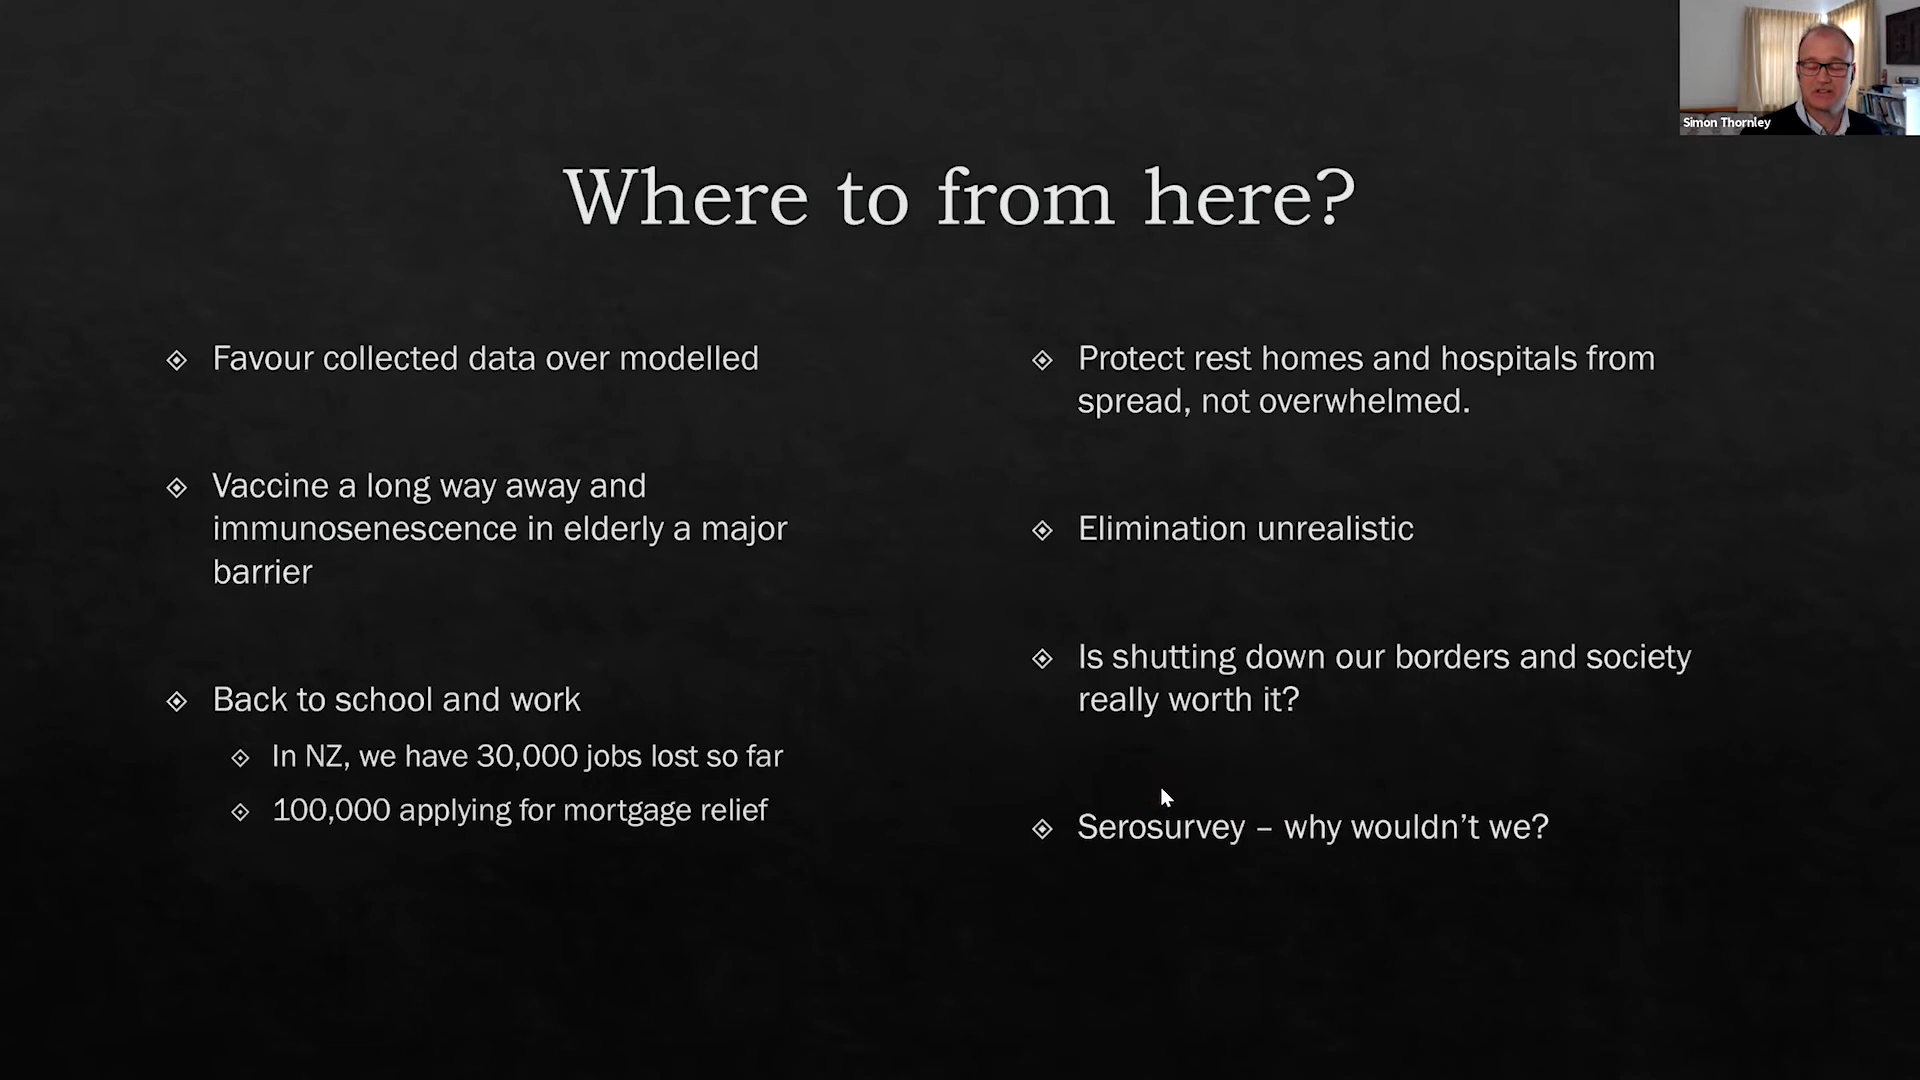 Simon Thornley
Where to from here?
Favour collected data over modelled
Vaccine a long way away and
immunosenescence in elderly a major
barrier
Back to school and work
In NZ, we have 30,000 jobs lost so far
100,000 applying for mortgage relief
Protect rest homes and hospitals from
spread, not overwhelmed.
Elimination unrealistic
Is shutting down our borders and society
really worth it?
Serosurvey – why wouldn’t we?